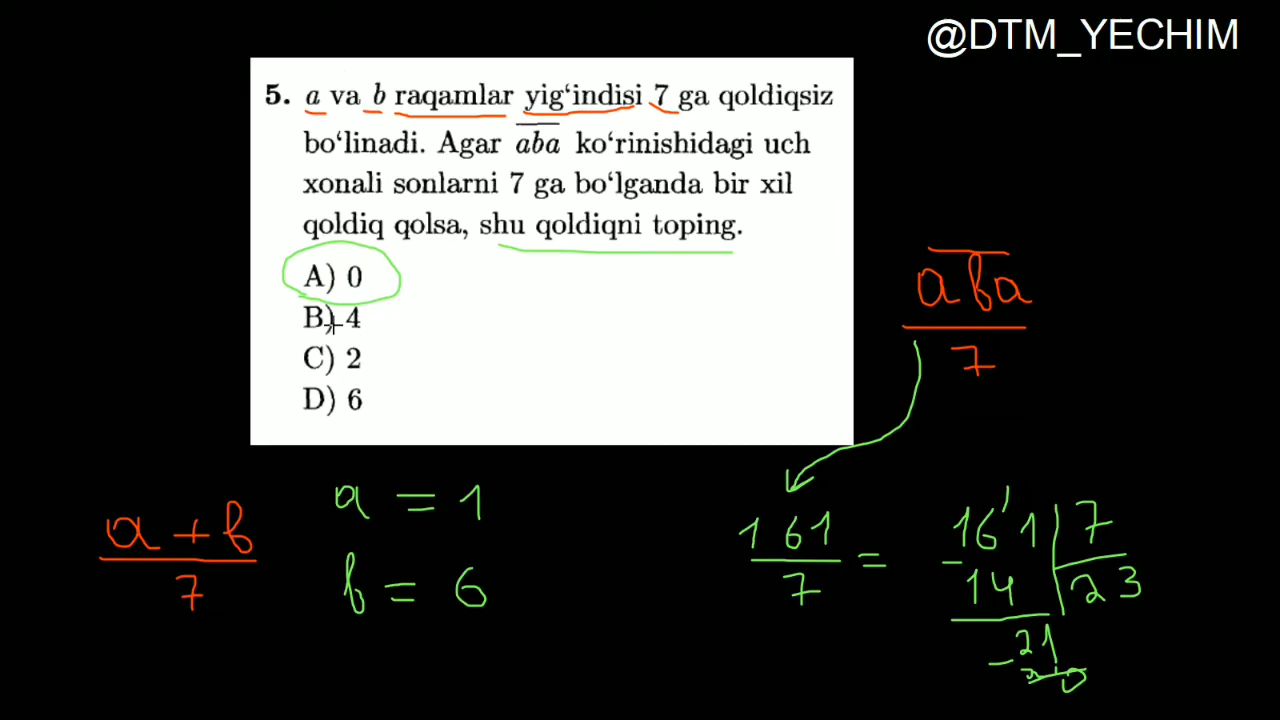 @DTM_YECHIM
5. a va b raqamlar yig‘indisi 7 ga qoldiqsiz
bo‘linadi. Agar aba ko‘rinishidagi uch
xonali sonlarni 7 ga bo‘lganda bir xil
qoldiq qolsa, shu qoldiqni toping.
A) 0
B) 4
C) 2
D) 6
aba
7
a + b
7
a = 1
b = 6
161
7
=
161
7
- 14
23
- 21
0